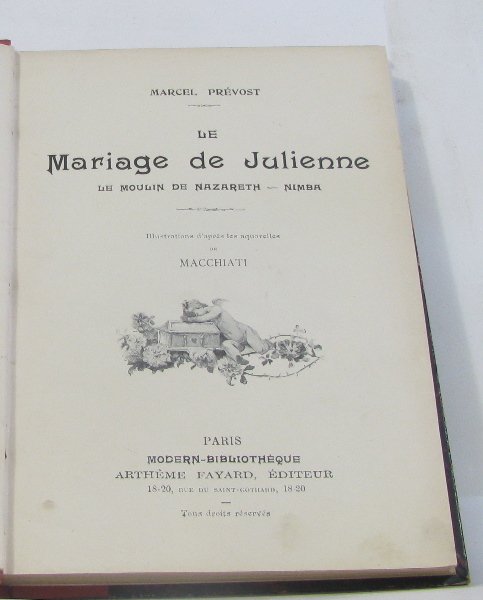 MARCEL PRÉVOST
LE
Mariage de Julienne
LE MOULIN DE NAZARETH — NIMBA
Illustrations d'après les aquarelles
DE
MACCHIATI
PARIS
MODERN-BIBLIOTHÈQUE
ARTHÈME FAYARD, ÉDITEUR
18-20, RUE DU SAINT-GOTHARD, 18-20
Tous droits réservés